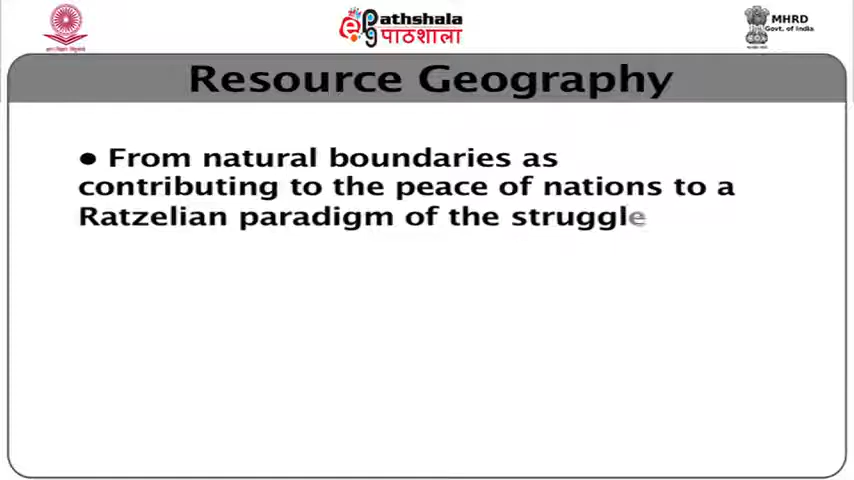 ePathshala
पाठशाला
MHRD
Govt. of India
Resource Geography
● From natural boundaries as
contributing to the peace of nations to a
Ratzelian paradigm of the struggle